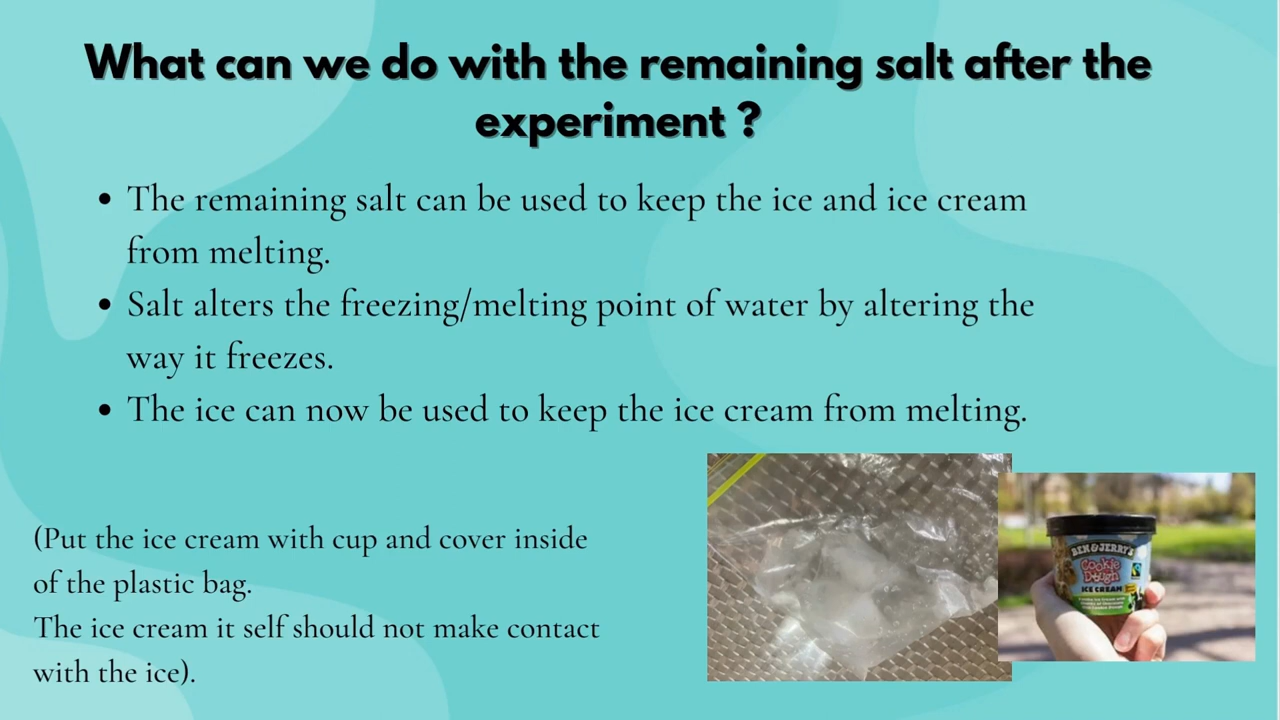 What can we do with the remaining salt after the
experiment ?
• The remaining salt can be used to keep the ice and ice cream
from melting.
• Salt alters the freezing/melting point of water by altering the
way it freezes.
• The ice can now be used to keep the ice cream from melting.
(Put the ice cream with cup and cover inside
of the plastic bag.
The ice cream it self should not make contact
with the ice).
BEN & JERRY'S
Cookie
Dough
ICE CREAM